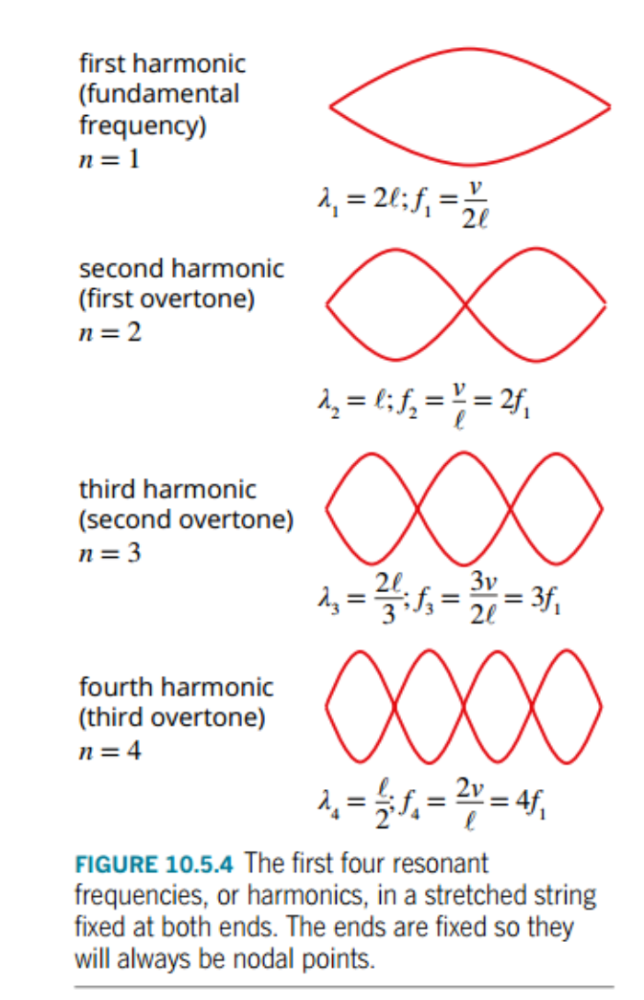 first harmonic
(fundamental
frequency)
n = 1
λ₁ = 2ℓ; f₁ = v/2ℓ
second harmonic
(first overtone)
n = 2
λ₂ = ℓ; f₂ = v/ℓ = 2f₁
third harmonic
(second overtone)
n = 3
λ₃ = 2ℓ/3; f₃ = 3v/2ℓ = 3f₁
fourth harmonic
(third overtone)
n = 4
λ₄ = ℓ/2; f₄ = 2v/ℓ = 4f₁
FIGURE 10.5.4 The first four resonant
frequencies, or harmonics, in a stretched string
fixed at both ends. The ends are fixed so they
will always be nodal points.